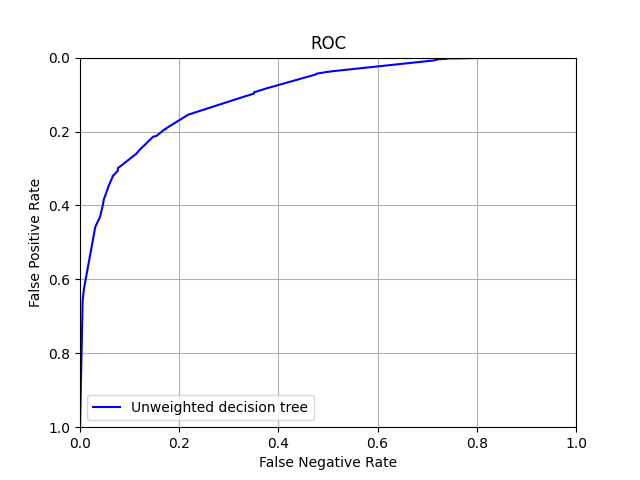 ROC
0.0
0.2
0.4
0.6
0.8
1.0
False Positive Rate
Unweighted decision tree
0.0 0.2 0.4 0.6 0.8 1.0
False Negative Rate